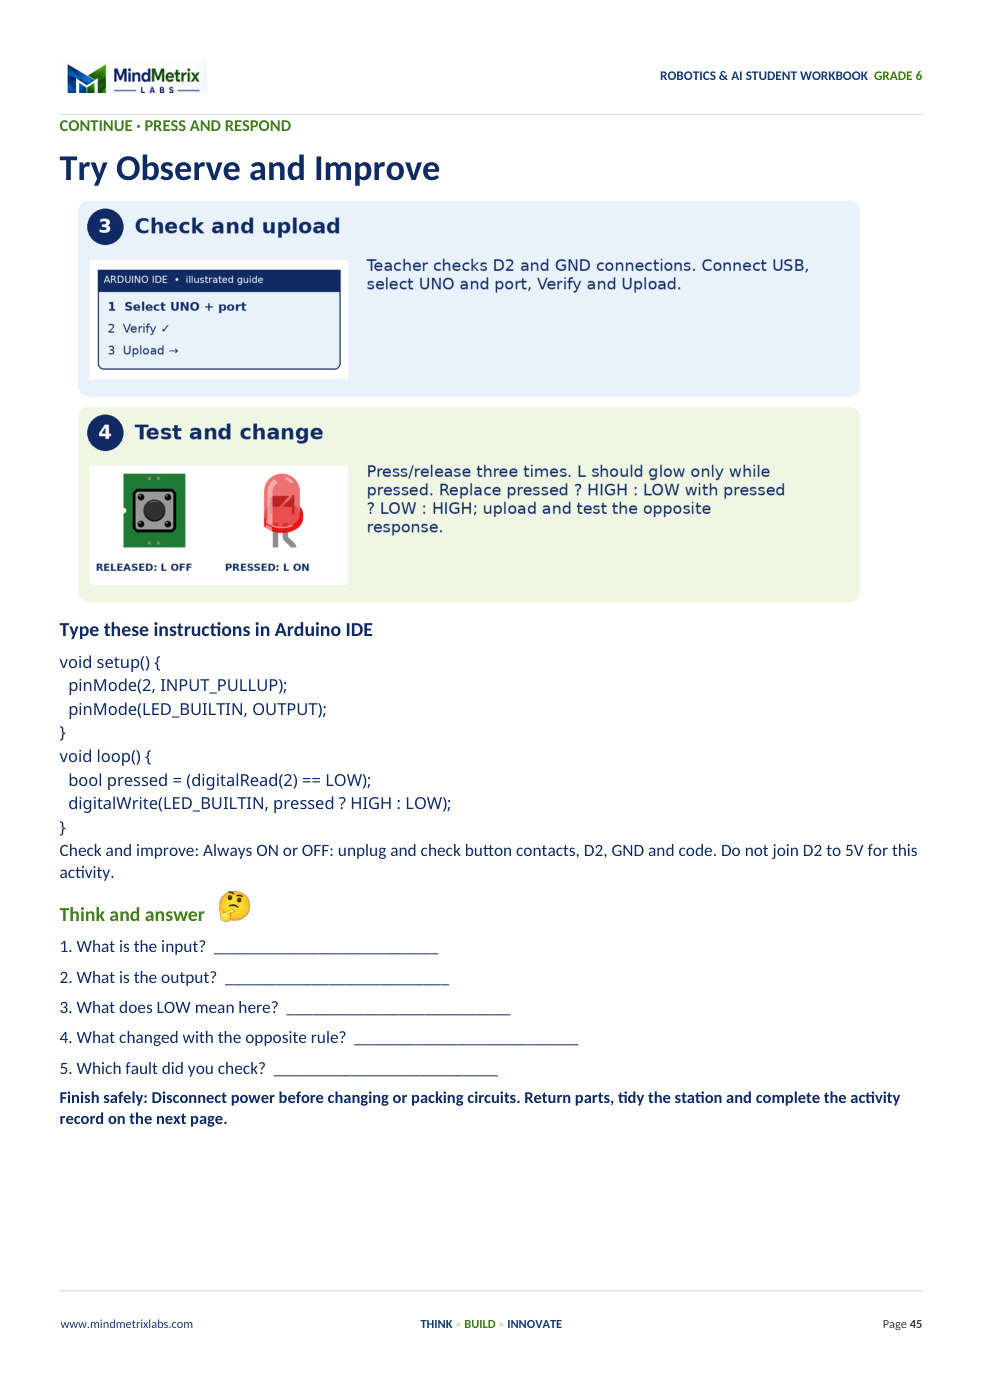 MindMetrix
LABS
ROBOTICS & AI STUDENT WORKBOOK GRADE 6
CONTINUE · PRESS AND RESPOND
Try Observe and Improve
3 Check and upload
ARDUINO IDE • illustrated guide
1 Select UNO + port
2 Verify ✓
3 Upload →
Teacher checks D2 and GND connections. Connect USB,
select UNO and port, Verify and Upload.
4 Test and change
RELEASED: L OFF
PRESSED: L ON
Press/release three times. L should glow only while
pressed. Replace pressed ? HIGH : LOW with pressed
? LOW : HIGH; upload and test the opposite
response.
Type these instructions in Arduino IDE
void setup() {
pinMode(2, INPUT_PULLUP);
pinMode(LED_BUILTIN, OUTPUT);
}
void loop() {
bool pressed = (digitalRead(2) == LOW);
digitalWrite(LED_BUILTIN, pressed ? HIGH : LOW);
}
Check and improve: Always ON or OFF: unplug and check button contacts, D2, GND and code. Do not join D2 to 5V for this
activity.
Think and answer 🤔
1. What is the input? __________________________
2. What is the output? __________________________
3. What does LOW mean here? __________________________
4. What changed with the opposite rule? __________________________
5. Which fault did you check? __________________________
Finish safely: Disconnect power before changing or packing circuits. Return parts, tidy the station and complete the activity
record on the next page.
www.mindmetrixlabs.com
THINK • BUILD • INNOVATE
Page 45